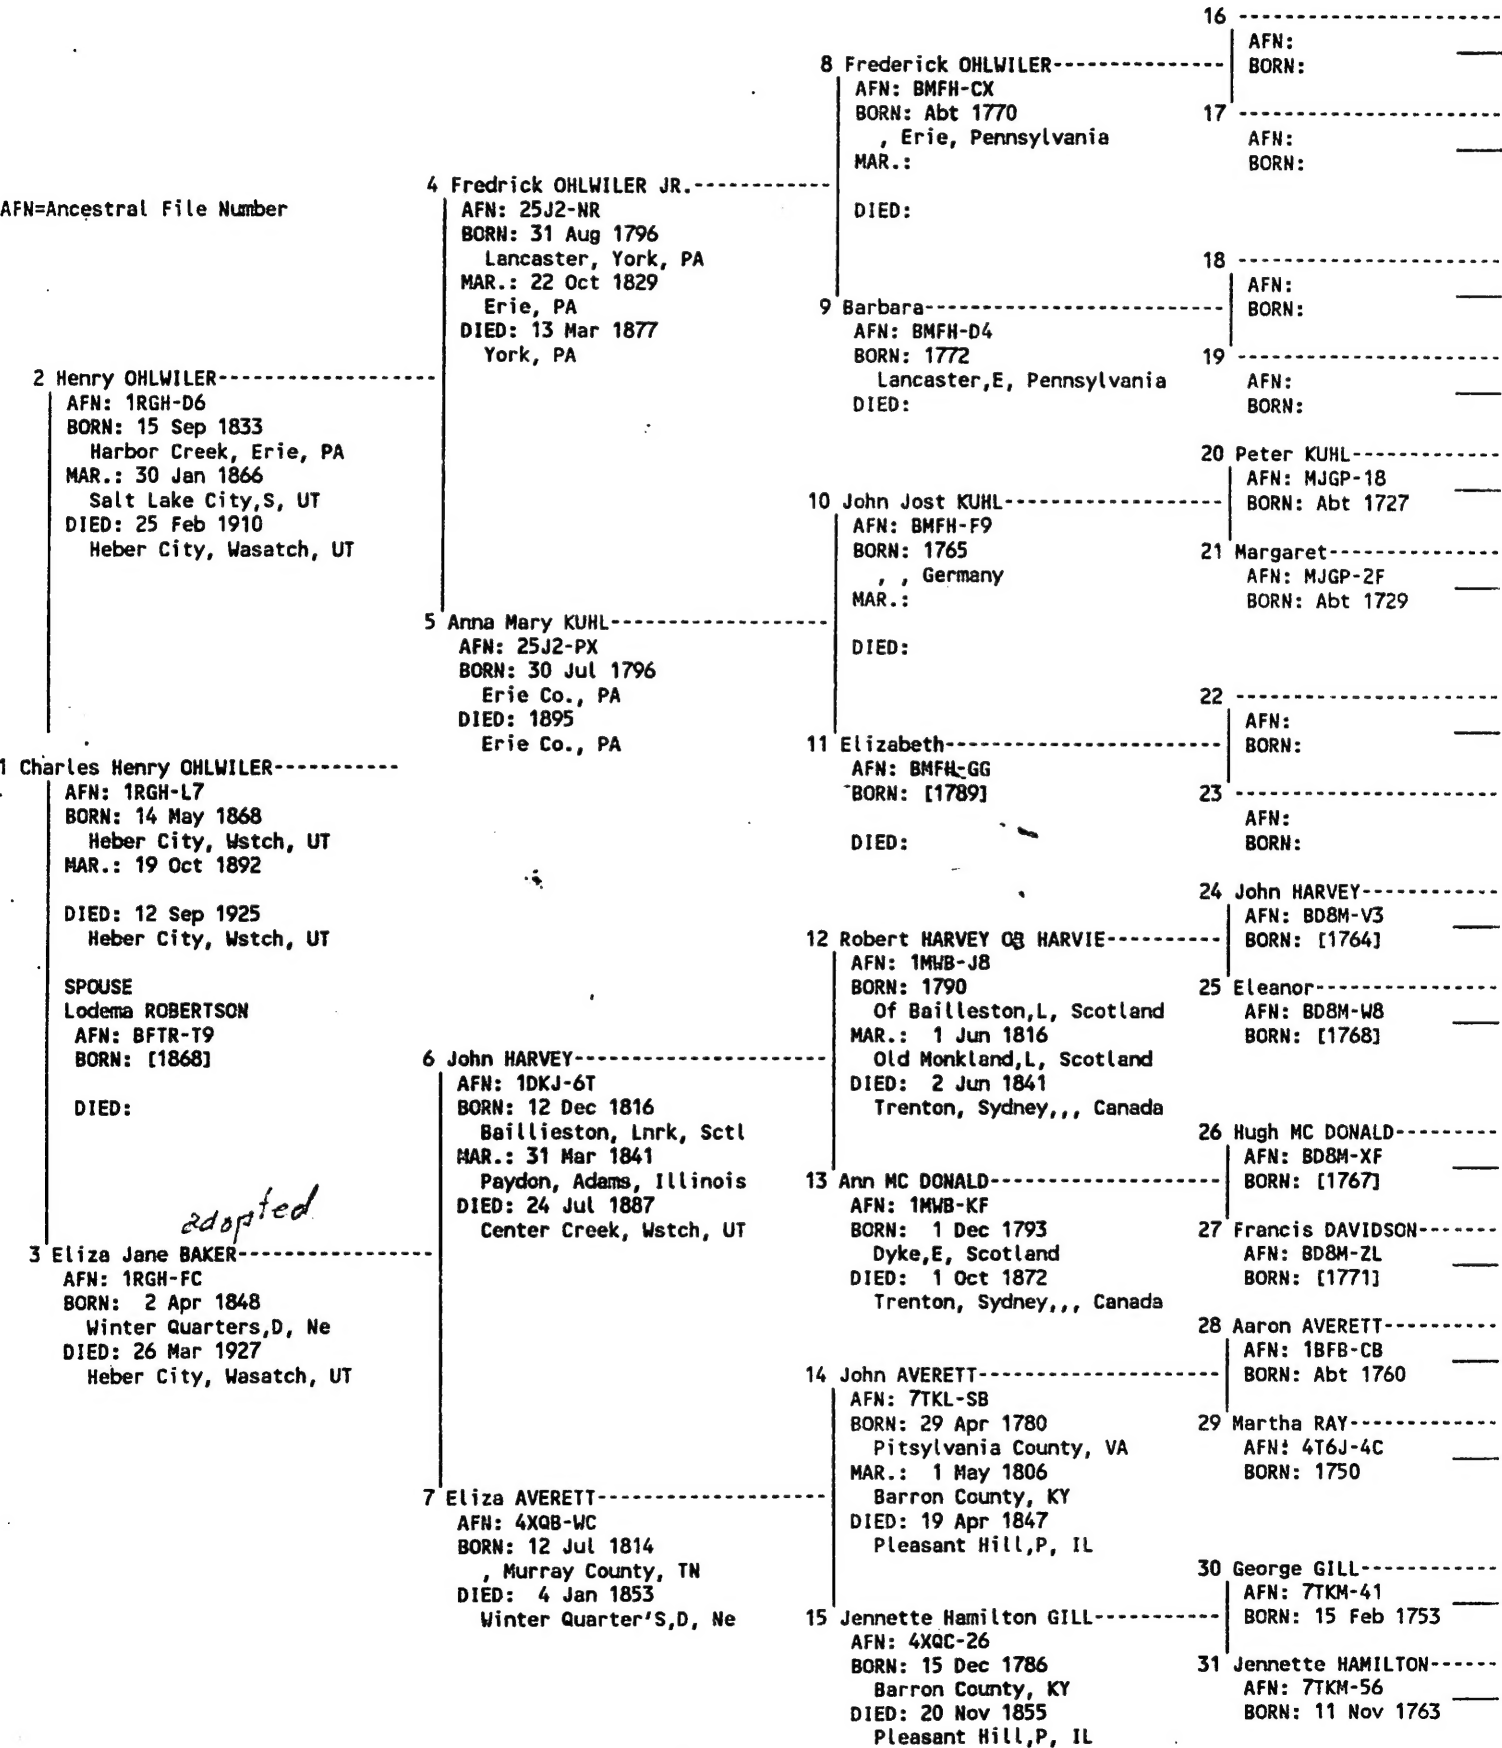 AFN=Ancestral File Number
1 Charles Henry OHLWILER-----------
AFN: 1RGH-L7
BORN: 14 May 1868
Heber City, Wstch, UT
MAR.: 19 Oct 1892
DIED: 12 Sep 1925
Heber City, Wstch, UT
SPOUSE
Lodema ROBERTSON
AFN: BFTR-T9
BORN: [1868]
DIED:
2 Henry OHLWILER------------------
AFN: 1RGH-D6
BORN: 15 Sep 1833
Harbor Creek, Erie, PA
MAR.: 30 Jan 1866
Salt Lake City,S, UT
DIED: 25 Feb 1910
Heber City, Wasatch, UT
adopted
3 Eliza Jane BAKER----------------
AFN: 1RGH-FC
BORN: 2 Apr 1848
Winter Quarters,D, Ne
DIED: 26 Mar 1927
Heber City, Wasatch, UT
4 Fredrick OHLWILER JR.-----------
AFN: 25J2-NR
BORN: 31 Aug 1796
Lancaster, York, PA
MAR.: 22 Oct 1829
Erie, PA
DIED: 13 Mar 1877
York, PA
5 Anna Mary KUHL------------------
AFN: 25J2-PX
BORN: 30 Jul 1796
Erie Co., PA
DIED: 1895
Erie Co., PA
6 John HARVEY---------------------
AFN: 1DKJ-6T
BORN: 12 Dec 1816
Baillieston, Lnrk, Sctl
MAR.: 31 Mar 1841
Paydon, Adams, Illinois
DIED: 24 Jul 1887
Center Creek, Wstch, UT
7 Eliza AVERETT-------------------
AFN: 4XQB-WC
BORN: 12 Jul 1814
, Murray County, TN
DIED: 4 Jan 1853
Winter Quarter'S,D, Ne
8 Frederick OHLWILER--------------
AFN: BMFH-CX
BORN: Abt 1770
, Erie, Pennsylvania
MAR.:
DIED:
9 Barbara-------------------------
AFN: BMFH-D4
BORN: 1772
Lancaster,E, Pennsylvania
DIED:
10 John Jost KUHL------------------
AFN: BMFH-F9
BORN: 1765
, , Germany
MAR.:
DIED:
11 Elizabeth-----------------------
AFN: BMFH-GG
BORN: [1789]
DIED:
12 Robert HARVEY OR HARVIE----------
AFN: 1MWB-J8
BORN: 1790
Of Bailleston,L, Scotland
MAR.: 1 Jun 1816
Old Monkland,L, Scotland
DIED: 2 Jun 1841
Trenton, Sydney,,, Canada
13 Ann MC DONALD-------------------
AFN: 1MWB-KF
BORN: 1 Dec 1793
Dyke,E, Scotland
DIED: 1 Oct 1872
Trenton, Sydney,,, Canada
14 John AVERETT--------------------
AFN: 7TKL-SB
BORN: 29 Apr 1780
Pitsylvania County, VA
MAR.: 1 May 1806
Barron County, KY
DIED: 19 Apr 1847
Pleasant Hill,P, IL
15 Jennette Hamilton GILL-----------
AFN: 4XQC-26
BORN: 15 Dec 1786
Barron County, KY
DIED: 20 Nov 1855
Pleasant Hill,P, IL
16 ----------------------
AFN:
BORN:
17 ----------------------
AFN:
BORN:
18 ----------------------
AFN:
BORN:
19 ----------------------
AFN:
BORN:
20 Peter KUHL------------
AFN: MJGP-18
BORN: Abt 1727
21 Margaret--------------
AFN: MJGP-2F
BORN: Abt 1729
22 ----------------------
AFN:
BORN:
23 ----------------------
AFN:
BORN:
24 John HARVEY-----------
AFN: BD8M-V3
BORN: [1764]
25 Eleanor---------------
AFN: BD8M-W8
BORN: [1768]
26 Hugh MC DONALD--------
AFN: BD8M-XF
BORN: [1767]
27 Francis DAVIDSON------
AFN: BD8M-ZL
BORN: [1771]
28 Aaron AVERETT---------
AFN: 1BFB-CB
BORN: Abt 1760
29 Martha RAY------------
AFN: 4T6J-4C
BORN: 1750
30 George GILL-----------
AFN: 7TKM-41
BORN: 15 Feb 1753
31 Jennette HAMILTON------
AFN: 7TKM-56
BORN: 11 Nov 1763